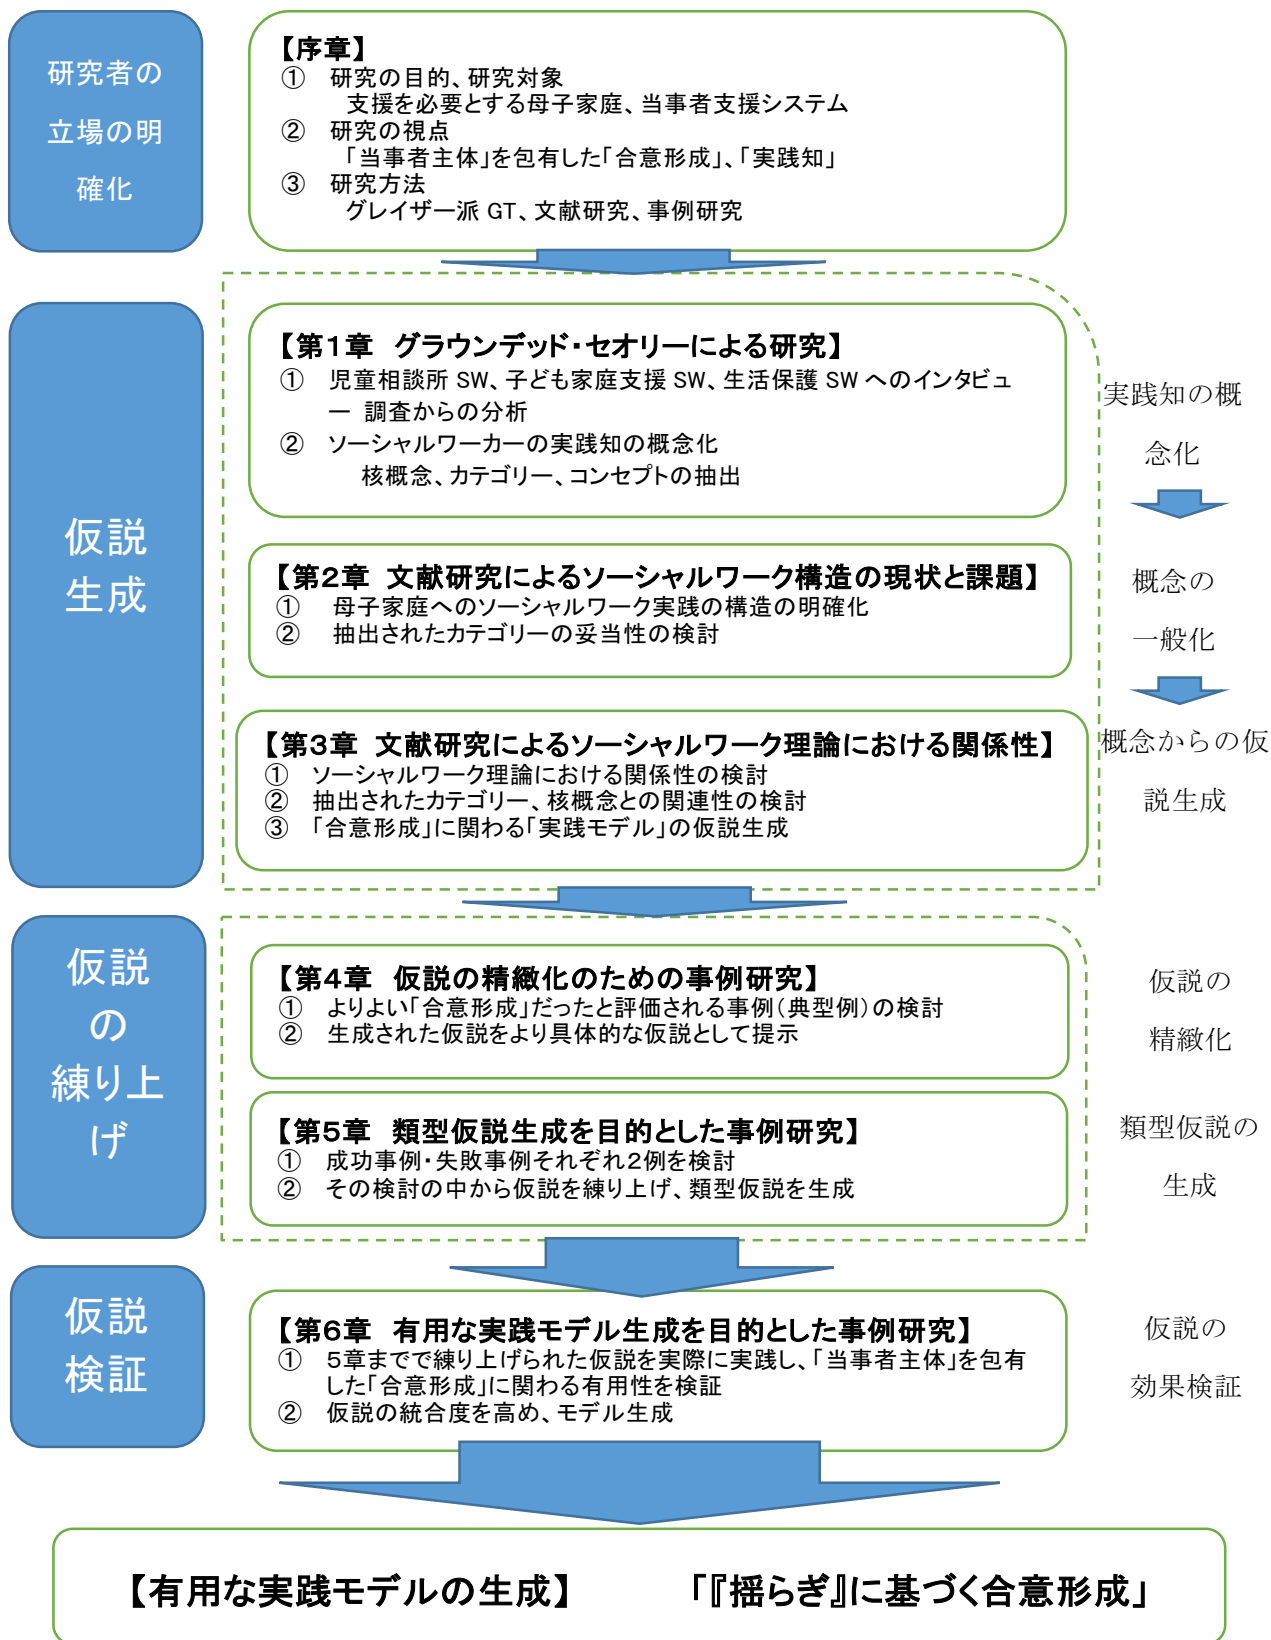 研究者の
立場の明
確化
【序章】
① 研究の目的、研究対象
支援を必要とする母子家庭、当事者支援システム
② 研究の視点
「当事者主体」を包有した「合意形成」、「実践知」
③ 研究方法
グレイザー派 GT、文献研究、事例研究
仮説
生成
【第1章 グラウンデッド・セオリーによる研究】
① 児童相談所 SW、子ども家庭支援 SW、生活保護 SW へのインタビュ
ー 調査からの分析
② ソーシャルワーカーの実践知の概念化
核概念、カテゴリー、コンセプトの抽出
実践知の概
念化
【第2章 文献研究によるソーシャルワーク構造の現状と課題】
① 母子家庭へのソーシャルワーク実践の構造の明確化
② 抽出されたカテゴリーの妥当性の検討
概念の
一般化
【第3章 文献研究によるソーシャルワーク理論における関係性】
① ソーシャルワーク理論における関係性の検討
② 抽出されたカテゴリー、核概念との関連性の検討
③ 「合意形成」に関わる「実践モデル」の仮説生成
概念からの仮
説生成
仮説
の
練り上
げ
【第4章 仮説の精緻化のための事例研究】
① よりよい「合意形成」だったと評価される事例(典型例)の検討
② 生成された仮説をより具体的な仮説として提示
仮説の
精緻化
【第5章 類型仮説生成を目的とした事例研究】
① 成功事例・失敗事例それぞれ2例を検討
② その検討の中から仮説を練り上げ、類型仮説を生成
類型仮説の
生成
仮説
検証
【第6章 有用な実践モデル生成を目的とした事例研究】
① 5章までで練り上げられた仮説を実際に実践し、「当事者主体」を包有
した「合意形成」に関わる有用性を検証
② 仮説の統合度を高め、モデル生成
仮説の
効果検証
【有用な実践モデルの生成】 「『揺らぎ』に基づく合意形成」